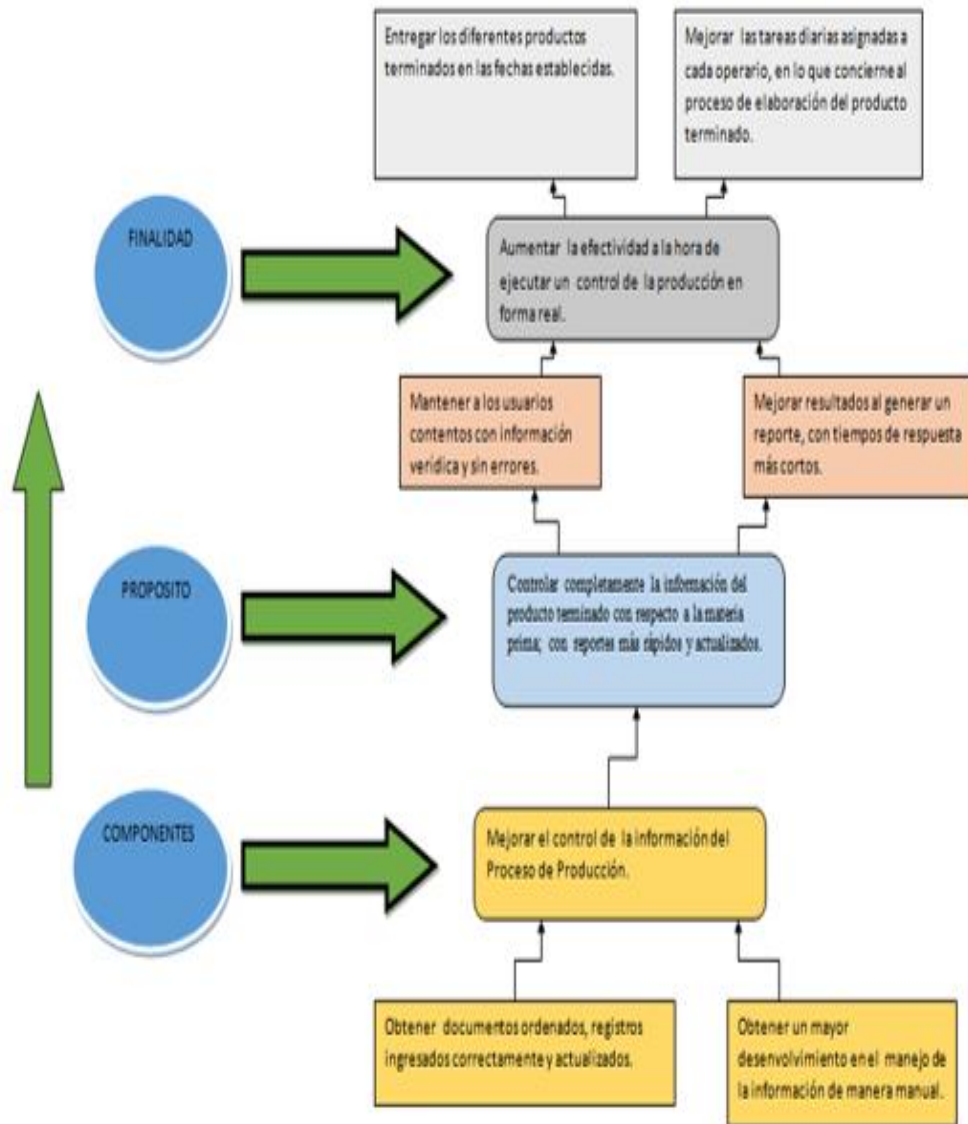 Entregar los diferentes productos
terminados en las fechas establecidas.
Mejorar las tareas diarias asignadas a
cada operario, en lo que concierne al
proceso de elaboración del producto
terminado.
FINALIDAD
Aumentar la efectividad a la hora de
ejecutar un control de la producción en
forma real.
Mantener a los usuarios
contentos con información
verídica y sin errores.
Mejorar resultados al generar un
reporte, con tiempos de respuesta
más cortos.
PROPOSITO
Controlar completamente la información del
producto terminado con respecto a la materia
prima; con reportes más rápidos y actualizados.
COMPONENTES
Mejorar el control de la información del
Proceso de Producción.
Obtener documentos ordenados, registros
ingresados correctamente y actualizados.
Obtener un mayor
desenvolvimiento en el manejo de
la información de manera manual.